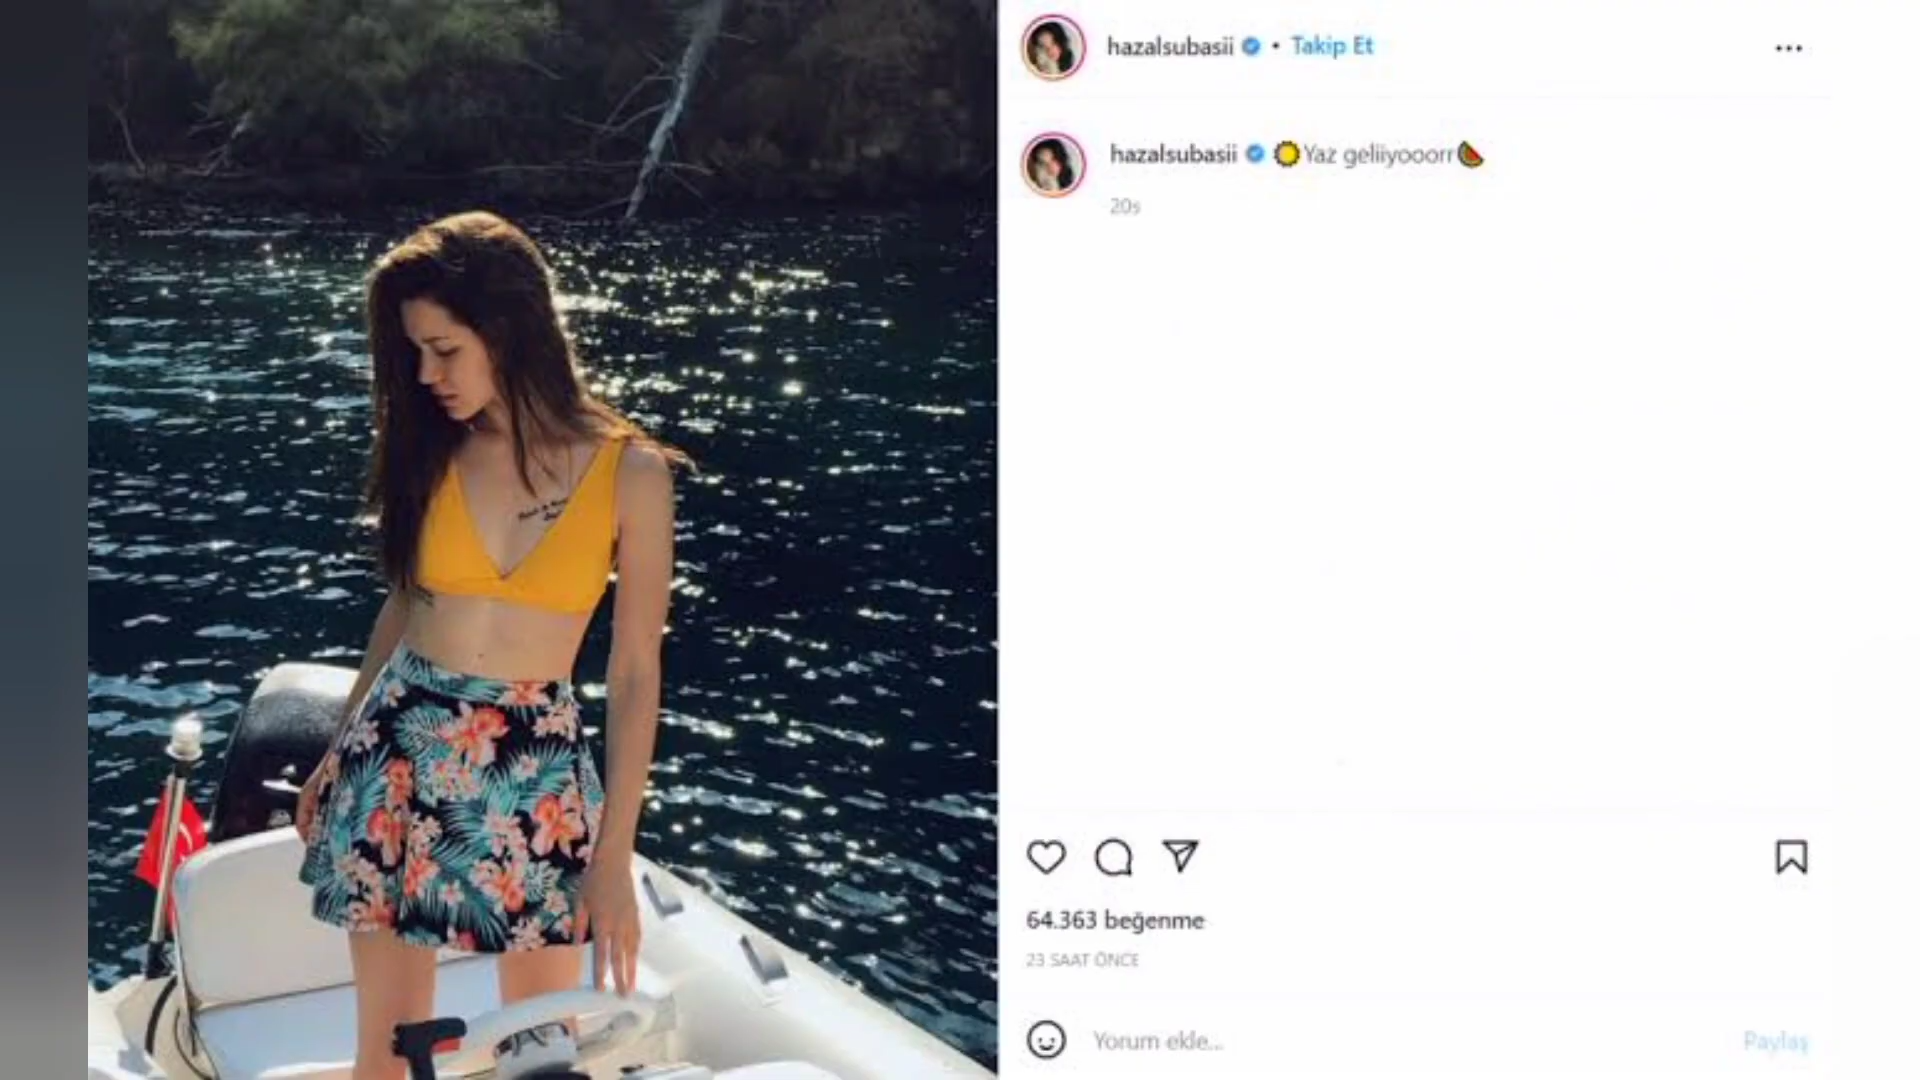 hazalsubasii • Takip Et
hazalsubasii Yaz geliiyooorr
20s
64.363 beğenme
23 SAAT ÖNCE
Yorum ekle...
Paylaş